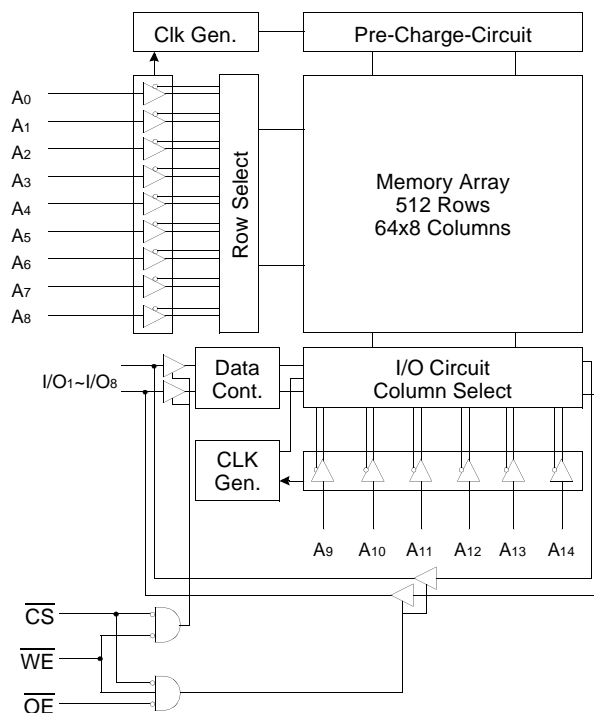 Clk Gen.
Pre-Charge-Circuit
A0
A1
A2
A3
A4
A5
A6
A7
A8
Row Select
Memory Array
512 Rows
64x8 Columns
I/O1~I/O8
Data
Cont.
I/O Circuit
Column Select
CLK
Gen.
A9 A10 A11 A12 A13 A14
CS
WE
OE